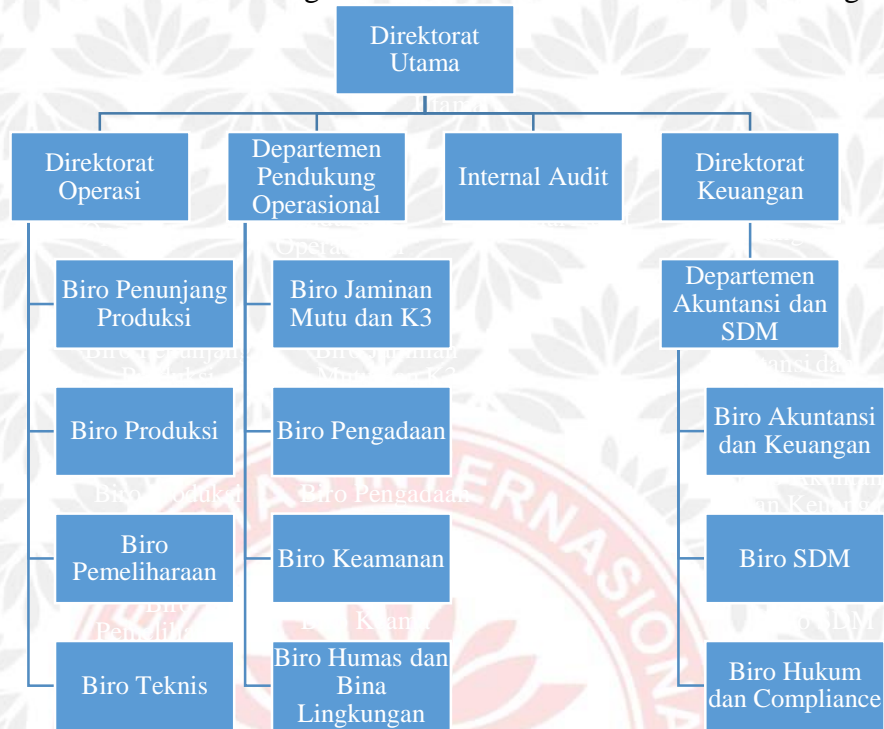 Direktorat
Utama
Direktorat
Operasi
Departemen
Pendukung
Operasional
Internal Audit
Direktorat
Keuangan
Biro Penunjang
Produksi
Biro Jaminan
Mutu dan K3
Departemen
Akuntansi dan
SDM
Biro Produksi
Biro Pengadaan
Biro Akuntansi
dan Keuangan
Biro
Pemeliharaan
Biro Keamanan
Biro SDM
Biro Teknis
Biro Humas dan
Bina
Lingkungan
Biro Hukum
dan Compliance